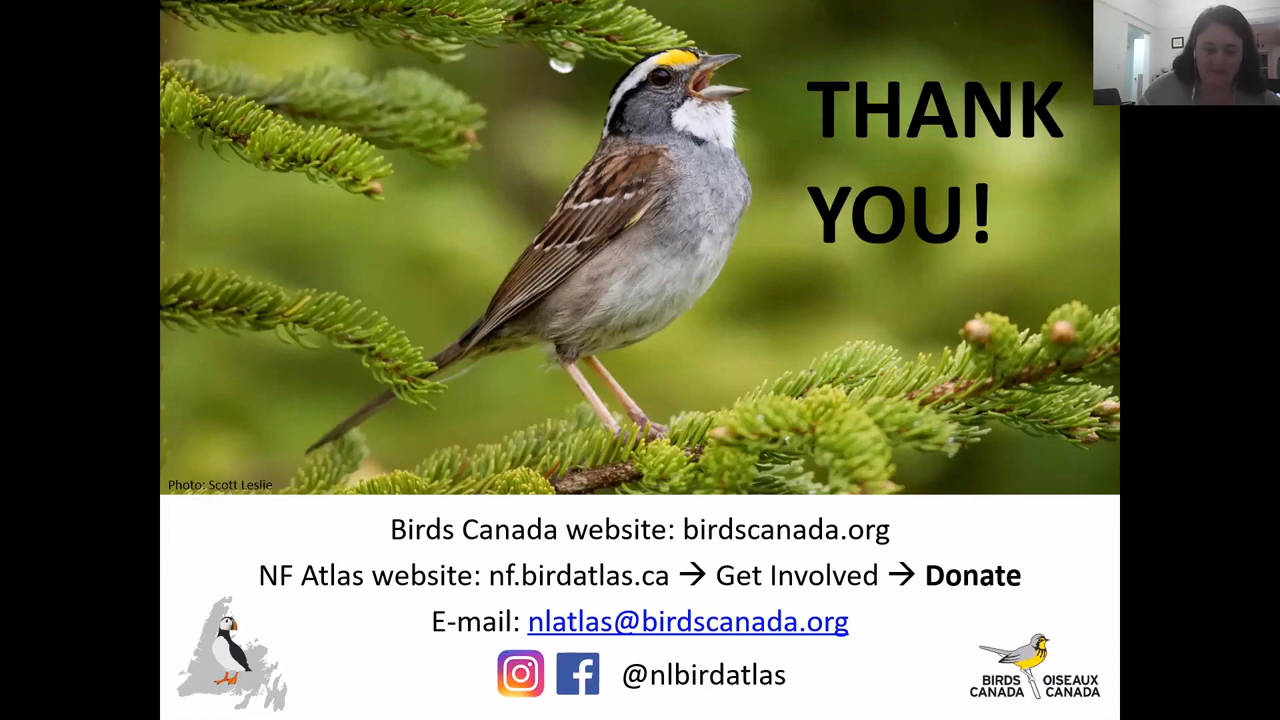 THANK
YOU!
Photo: Scott Leslie
Birds Canada website: birdscanada.org
NF Atlas website: nf.birdatlas.ca → Get Involved → Donate
E-mail: nlatlas@birdscanada.org
@nlbirdatlas
BIRDS CANADA
OISEAUX CANADA